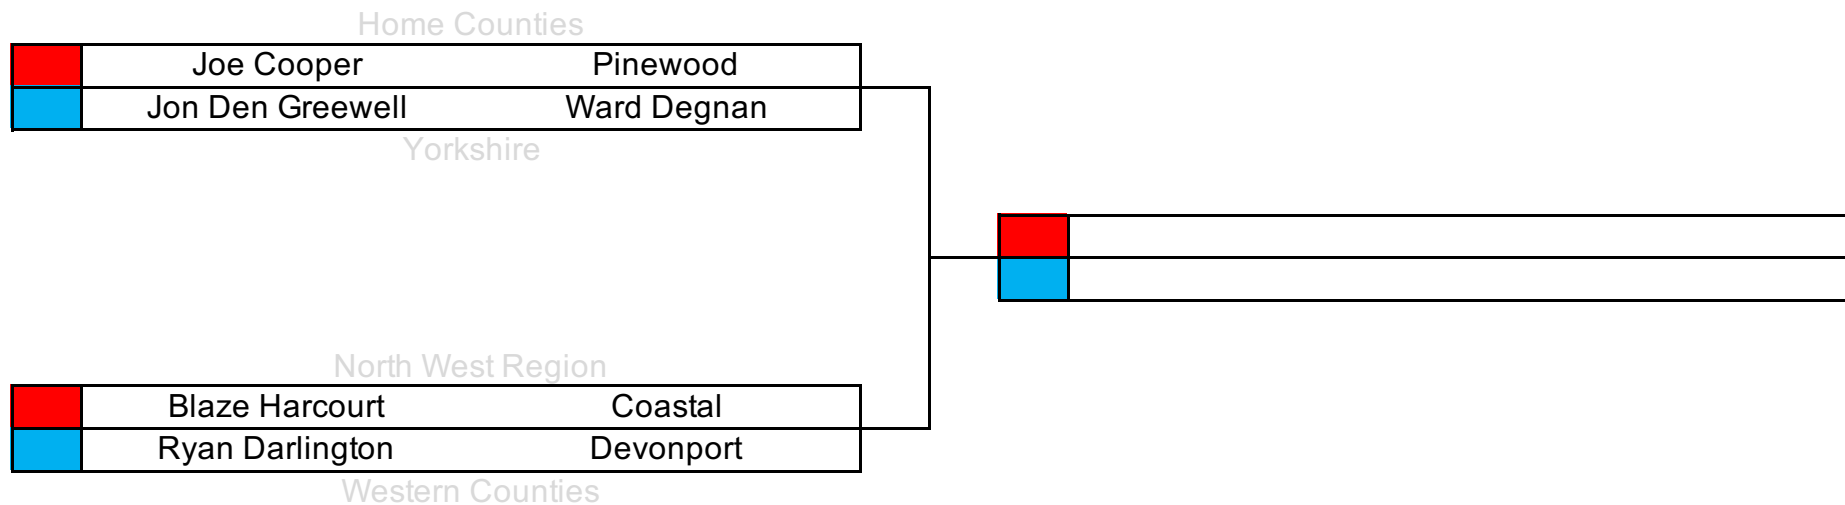 Home Counties
Joe Cooper Pinewood
Jon Den Greewell Ward Degnan
Yorkshire
North West Region
Blaze Harcourt Coastal
Ryan Darlington Devonport
Western Counties